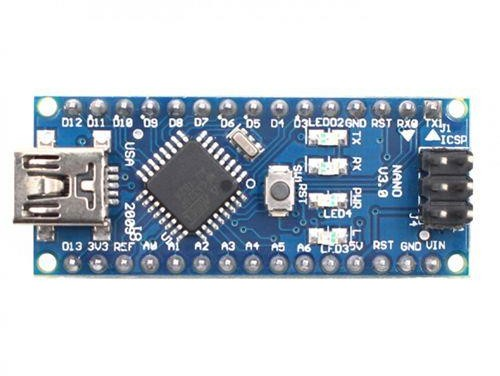 D12 D11 D10 D9 D8 D7 D6 D5 D4 D3 LED02 GND RST RX0 TX1
TX
RX
PWR
LED4
L
LED3
RST
SW1
USA
2009
NANO
V3.0
J1
ICSP
J4
D13 3V3 REF A0 A1 A2 A3 A4 A5 A6 5V RST GND VIN